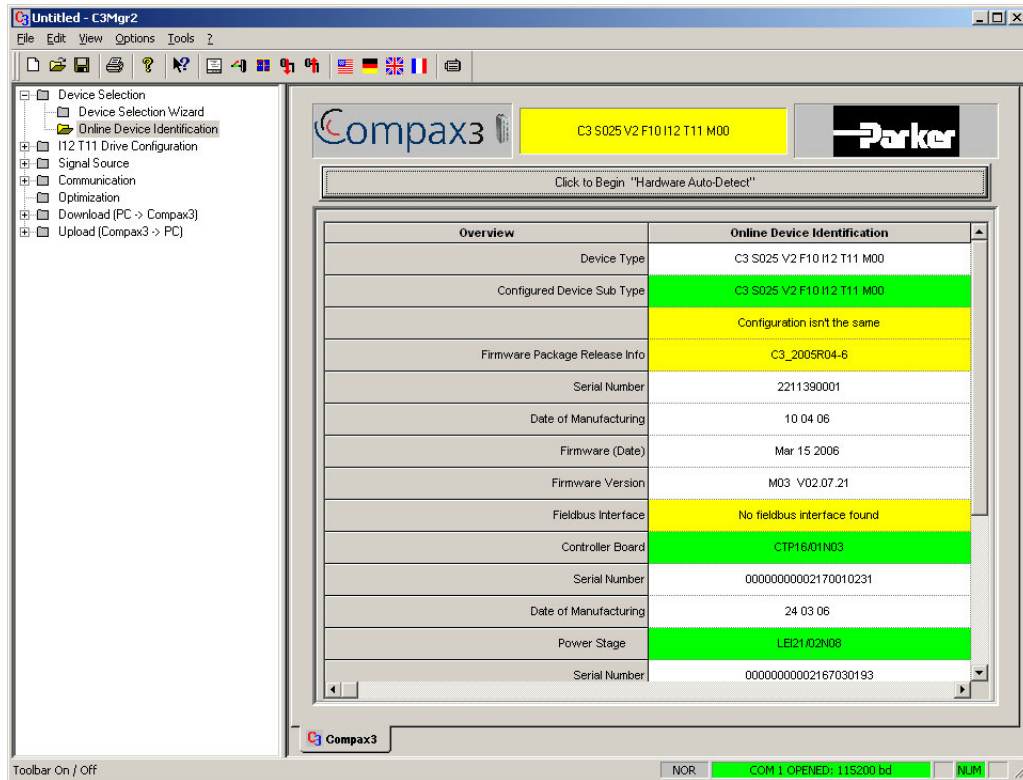 Untitled - C3Mgr2
File Edit View Options Tools ?
Device Selection
Device Selection Wizard
Online Device Identification
I12 T11 Drive Configuration
Signal Source
Communication
Optimization
Download (PC -> Compax3)
Upload (Compax3 -> PC)
Compax3
C3 S025 V2 F10 I12 T11 M00
Parker
Click to Begin "Hardware Auto-Detect"
Overview Online Device Identification
Device Type C3 S025 V2 F10 I12 T11 M00
Configured Device Sub Type C3 S025 V2 F10 I12 T11 M00
Configuration isn't the same
Firmware Package Release Info C3_2005R04-6
Serial Number 2211390001
Date of Manufacturing 10 04 06
Firmware (Date) Mar 15 2006
Firmware Version M03 V02.07.21
Fieldbus Interface No fieldbus interface found
Controller Board CTP16/01N03
Serial Number 00000000002170010231
Date of Manufacturing 24 03 06
Power Stage LEI21/02N08
Serial Number 00000000002167030193
C3 Compax3
Toolbar On / Off NOR COM 1 OPENED: 115200 bd NUM